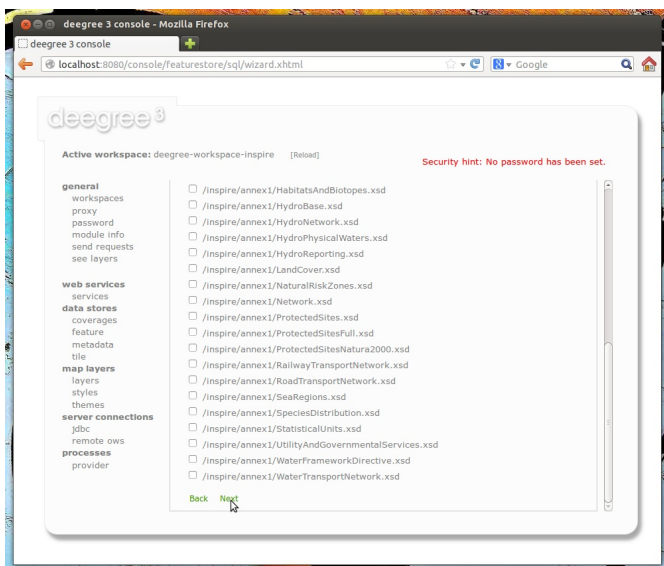 deegree 3 console - Mozilla Firefox
deegree 3 console
localhost:8080/console/featurestore/sql/wizard.xhtml
Google
deegree 3
Active workspace: deegree-workspace-inspire [Reload]
Security hint: No password has been set.
general
workspaces
proxy
password
module info
send requests
see layers
web services
services
data stores
coverages
feature
metadata
tile
map layers
layers
styles
themes
server connections
jdbc
remote ows
processes
provider
/inspire/annex1/HabitatsAndBiotopes.xsd
/inspire/annex1/HydroBase.xsd
/inspire/annex1/HydroNetwork.xsd
/inspire/annex1/HydroPhysicalWaters.xsd
/inspire/annex1/HydroReporting.xsd
/inspire/annex1/LandCover.xsd
/inspire/annex1/NaturalRiskZones.xsd
/inspire/annex1/Network.xsd
/inspire/annex1/ProtectedSites.xsd
/inspire/annex1/ProtectedSitesFull.xsd
/inspire/annex1/ProtectedSitesNatura2000.xsd
/inspire/annex1/RailwayTransportNetwork.xsd
/inspire/annex1/RoadTransportNetwork.xsd
/inspire/annex1/SeaRegions.xsd
/inspire/annex1/SpeciesDistribution.xsd
/inspire/annex1/StatisticalUnits.xsd
/inspire/annex1/UtilityAndGovernmentalServices.xsd
/inspire/annex1/WaterFrameworkDirective.xsd
/inspire/annex1/WaterTransportNetwork.xsd
Back Next